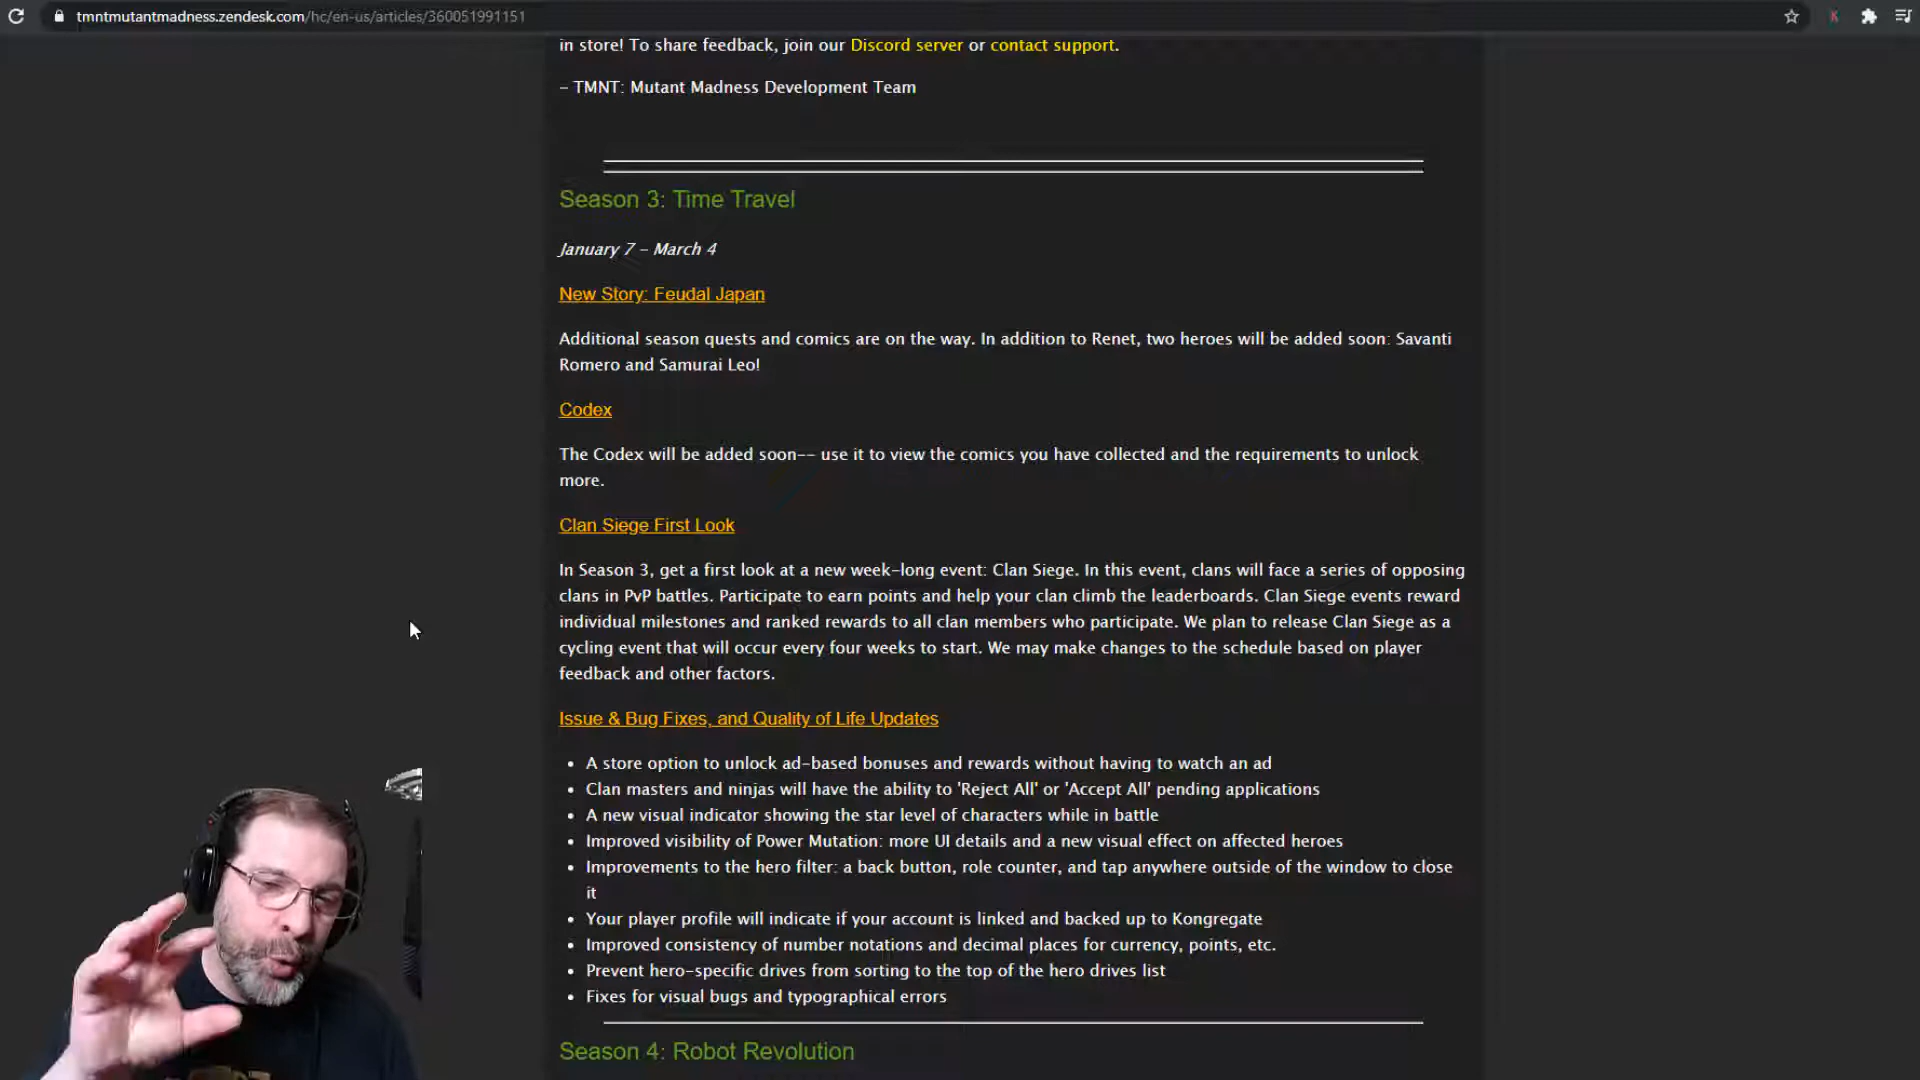 tmntmutantmadness.zendesk.com/hc/en-us/articles/360051991151
in store! To share feedback, join our Discord server or contact support.
– TMNT: Mutant Madness Development Team
Season 3: Time Travel
January 7 – March 4
New Story: Feudal Japan
Additional season quests and comics are on the way. In addition to Renet, two heroes will be added soon: Savanti
Romero and Samurai Leo!
Codex
The Codex will be added soon-- use it to view the comics you have collected and the requirements to unlock
more.
Clan Siege First Look
In Season 3, get a first look at a new week-long event: Clan Siege. In this event, clans will face a series of opposing
clans in PvP battles. Participate to earn points and help your clan climb the leaderboards. Clan Siege events reward
individual milestones and ranked rewards to all clan members who participate. We plan to release Clan Siege as a
cycling event that will occur every four weeks to start. We may make changes to the schedule based on player
feedback and other factors.
Issue & Bug Fixes, and Quality of Life Updates
• A store option to unlock ad-based bonuses and rewards without having to watch an ad
• Clan masters and ninjas will have the ability to 'Reject All' or 'Accept All' pending applications
• A new visual indicator showing the star level of characters while in battle
• Improved visibility of Power Mutation: more UI details and a new visual effect on affected heroes
• Improvements to the hero filter: a back button, role counter, and tap anywhere outside of the window to close
it
• Your player profile will indicate if your account is linked and backed up to Kongregate
• Improved consistency of number notations and decimal places for currency, points, etc.
• Prevent hero-specific drives from sorting to the top of the hero drives list
• Fixes for visual bugs and typographical errors
Season 4: Robot Revolution